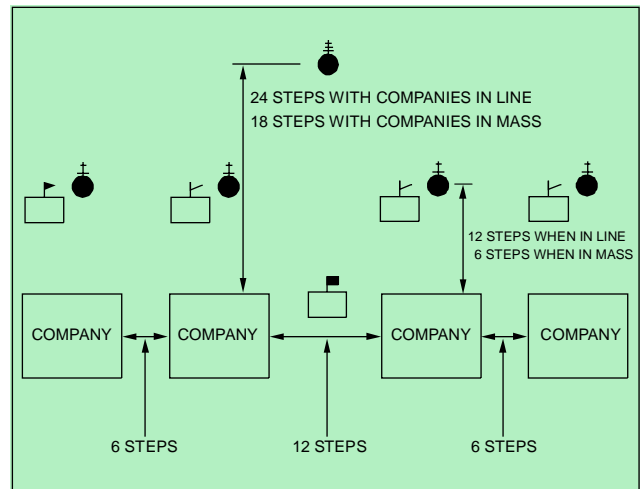 24 STEPS WITH COMPANIES IN LINE
18 STEPS WITH COMPANIES IN MASS
12 STEPS WHEN IN LINE
6 STEPS WHEN IN MASS
COMPANY
COMPANY
COMPANY
COMPANY
6 STEPS
12 STEPS
6 STEPS